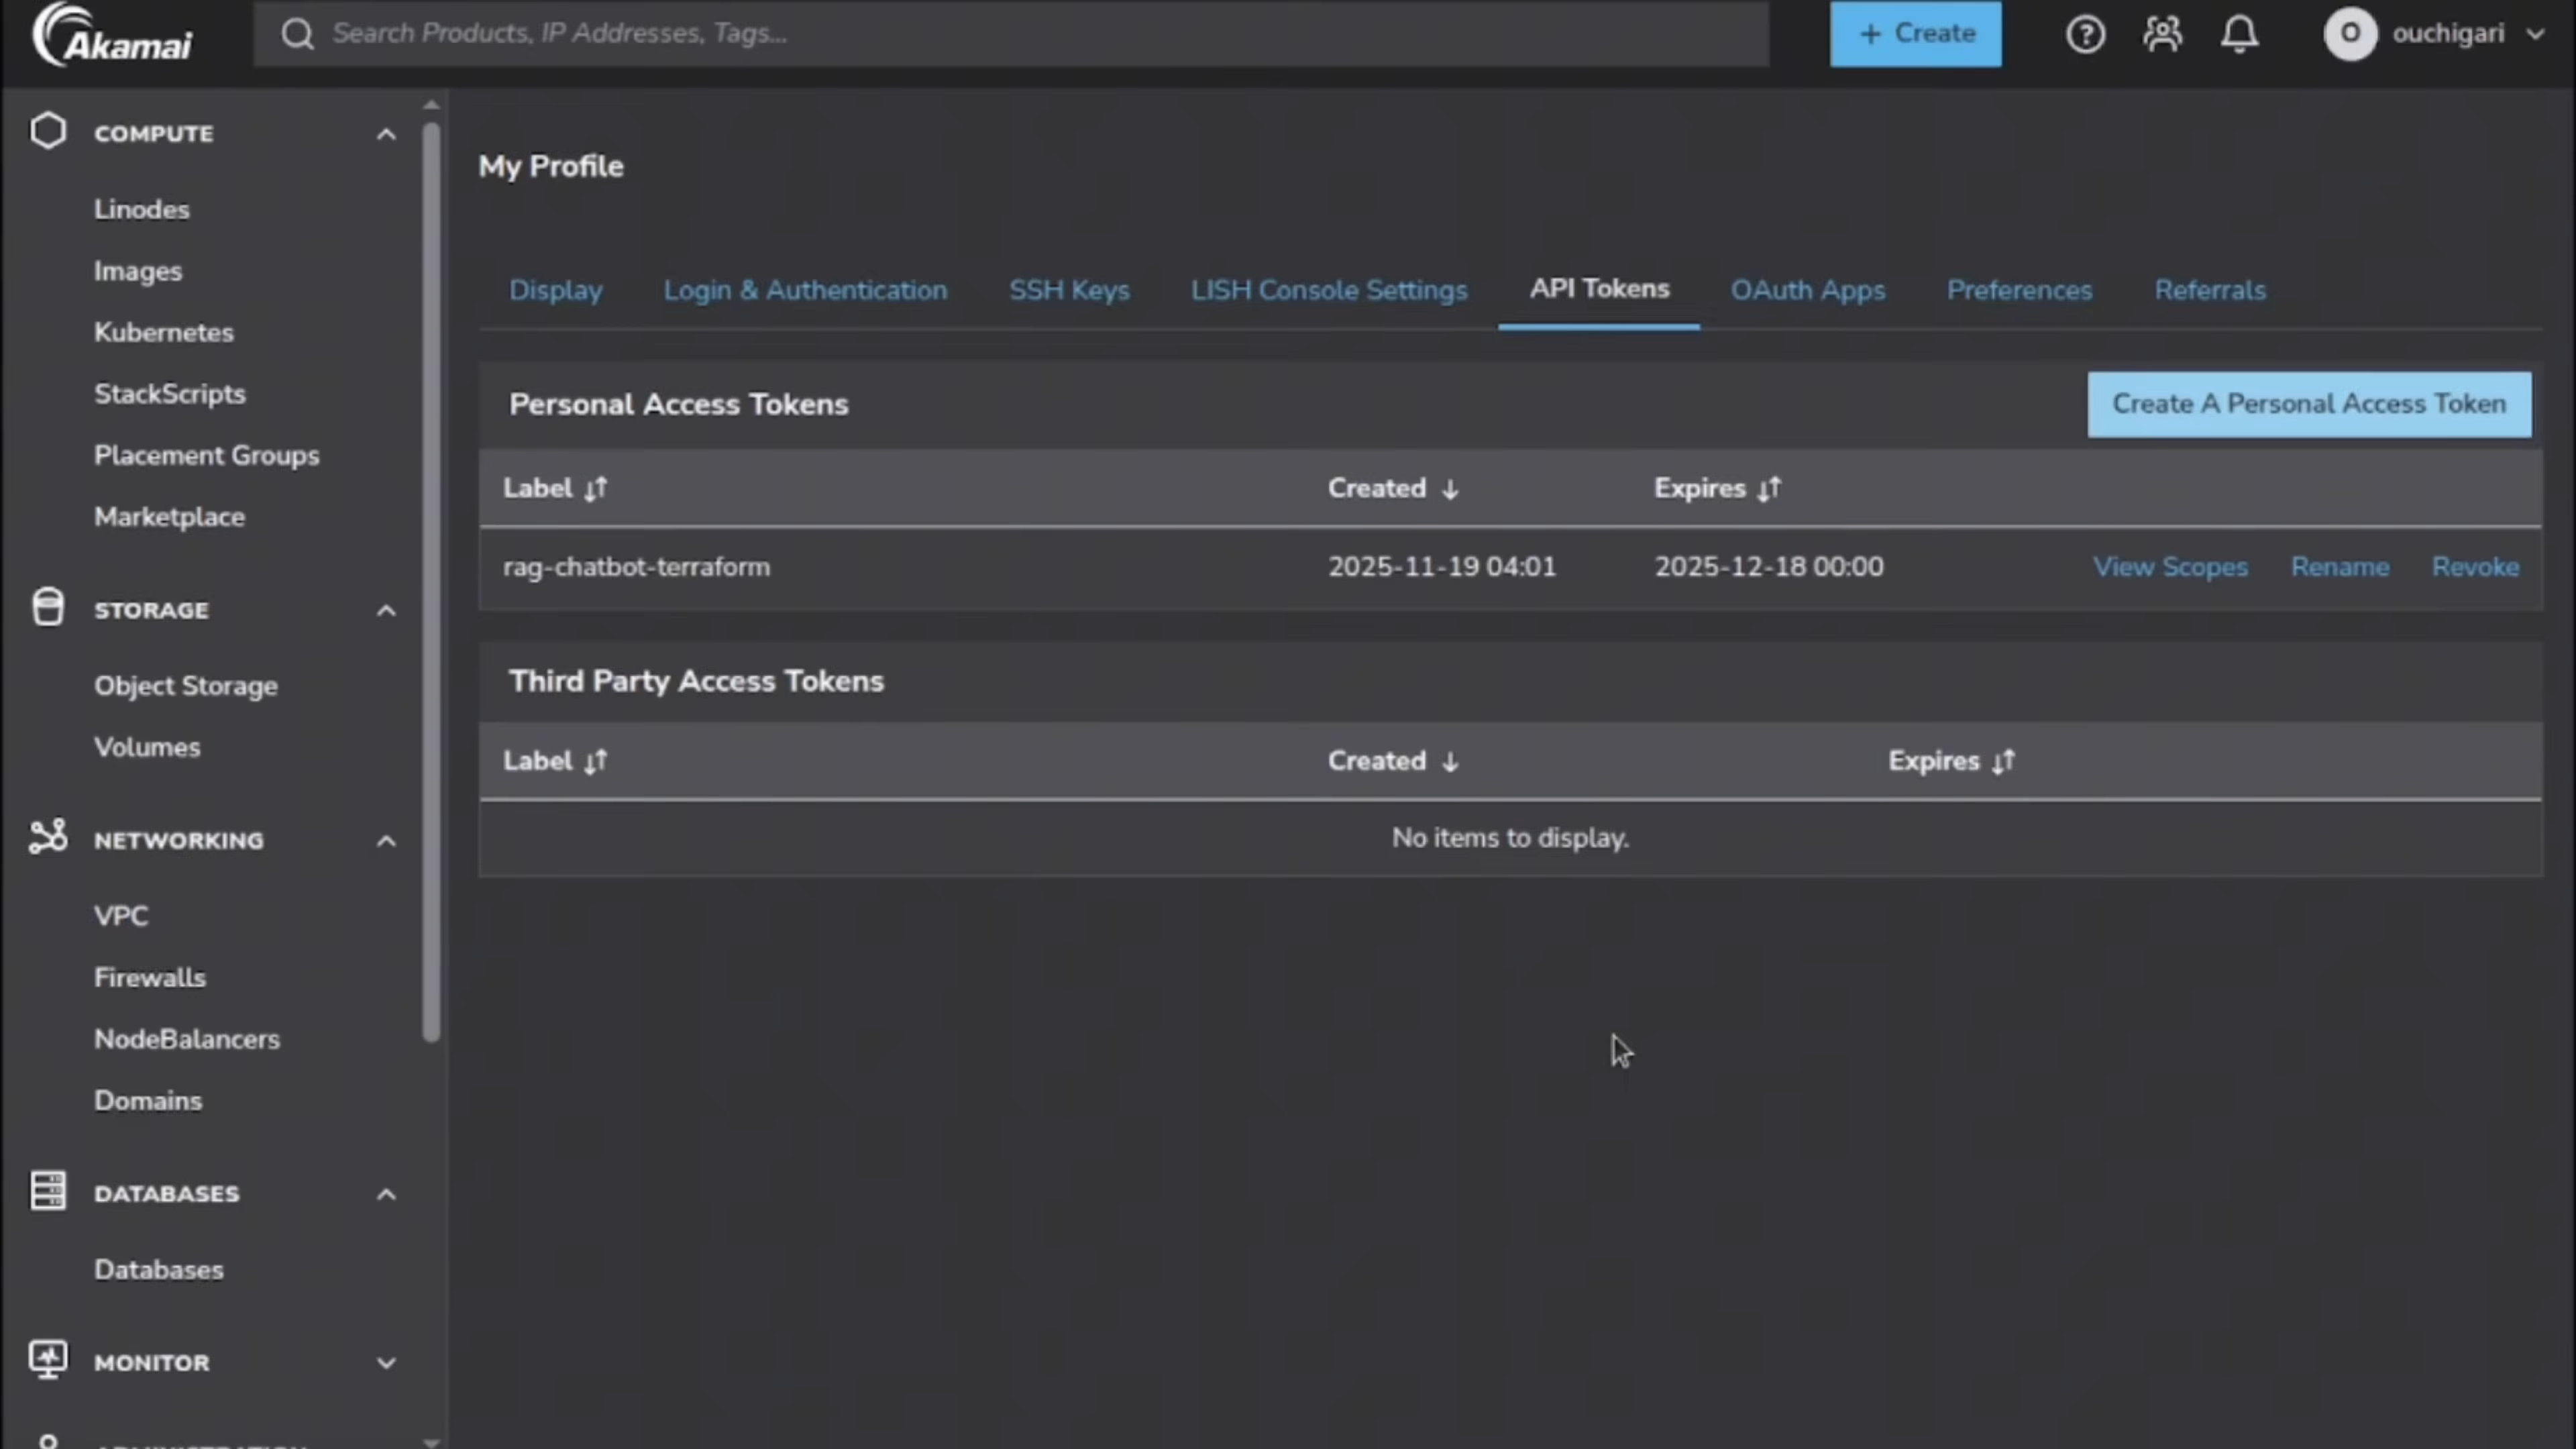 Akamai
Search Products, IP Addresses, Tags...
+ Create
O
ouchigari
COMPUTE
Linodes
Images
Kubernetes
StackScripts
Placement Groups
Marketplace
STORAGE
Object Storage
Volumes
NETWORKING
VPC
Firewalls
NodeBalancers
Domains
DATABASES
Databases
MONITOR
My Profile
Display Login & Authentication SSH Keys LISH Console Settings API Tokens OAuth Apps Preferences Referrals
Personal Access Tokens
Create A Personal Access Token
Label Created Expires
rag-chatbot-terraform 2025-11-19 04:01 2025-12-18 00:00 View Scopes Rename Revoke
Third Party Access Tokens
Label Created Expires
No items to display.